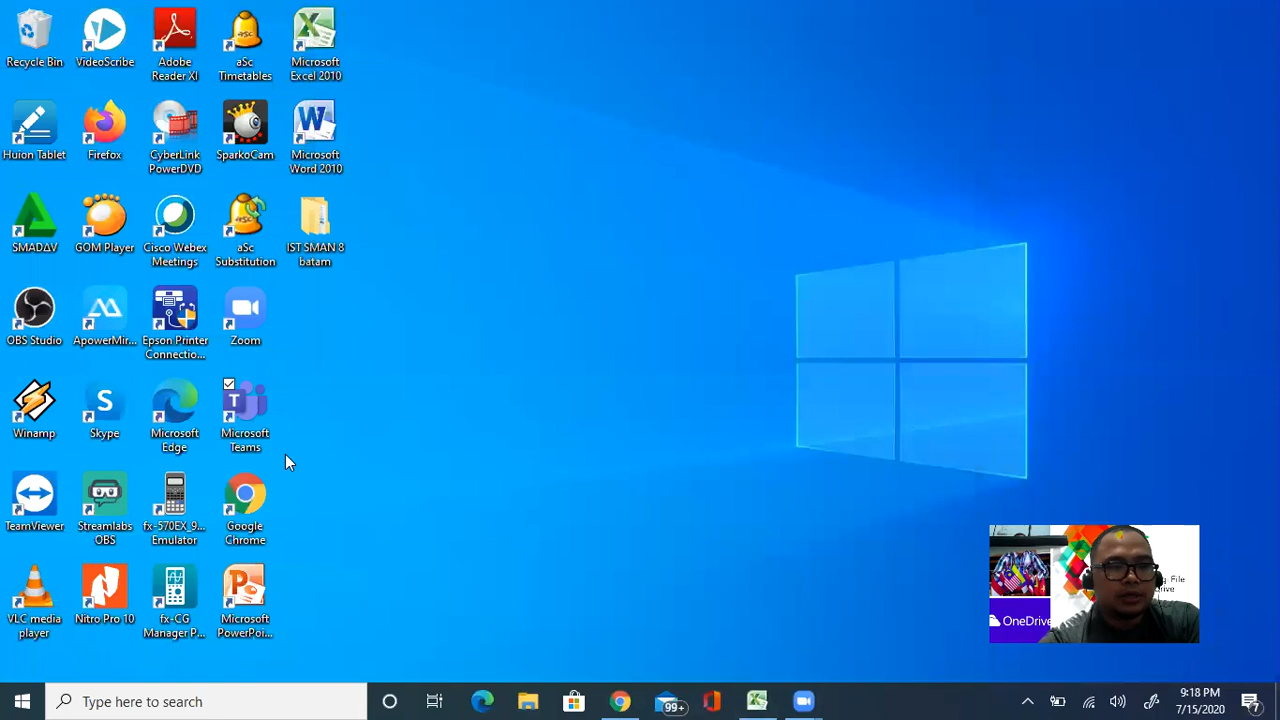 Recycle Bin
VideoScribe
Adobe
Reader XI
aSc
Timetables
Microsoft
Excel 2010
Huion Tablet
Firefox
CyberLink
PowerDVD
SparkoCam
Microsoft
Word 2010
SMADΔV
GOM Player
Cisco Webex
Meetings
aSc
Substitution
IST SMAN 8
batam
OBS Studio
ApowerMir...
Epson Printer
Connectio...
Zoom
Winamp
Skype
Microsoft
Edge
Microsoft
Teams
TeamViewer
Streamlabs
OBS
fx-570EX_9...
Emulator
Google
Chrome
VLC media
player
Nitro Pro 10
fx-CG
Manager P...
Microsoft
PowerPoi...
File
OneDrive
Type here to search
99+
9:18 PM
7/15/2020
7